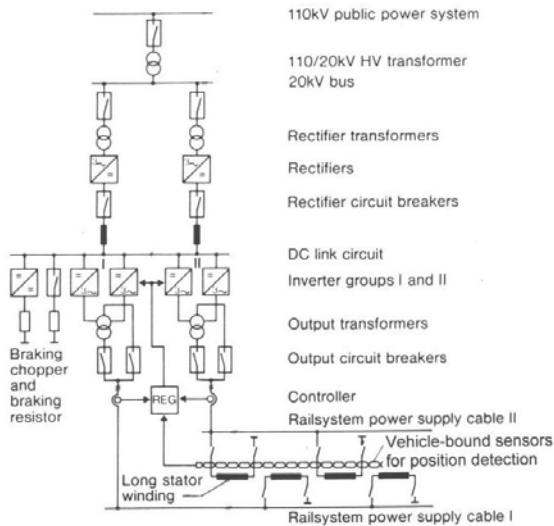 110kV public power system
110/20kV HV transformer
20kV bus
Rectifier transformers
Rectifiers
Rectifier circuit breakers
DC link circuit
I
II
Inverter groups I and II
Output transformers
Braking
chopper
and
braking
resistor
Output circuit breakers
REG
Controller
Railsystem power supply cable II
Vehicle-bound sensors
for position detection
Long stator
winding
Railsystem power supply cable I